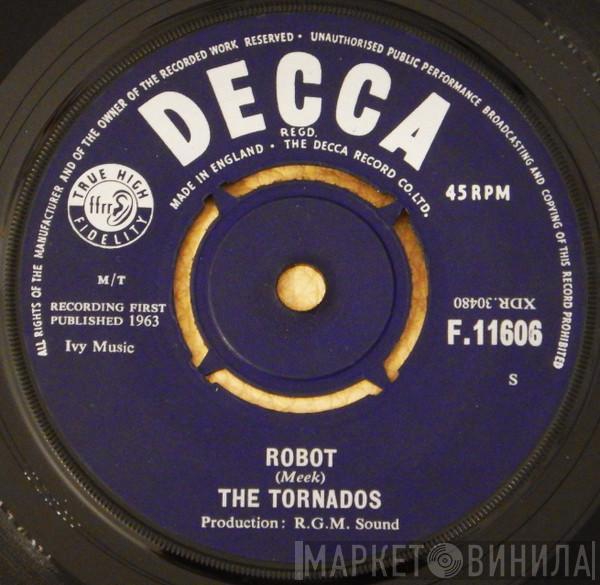 ALL RIGHTS OF THE MANUFACTURER AND OF THE OWNER OF THE RECORDED WORK RESERVED • UNAUTHORISED PUBLIC PERFORMANCE BROADCASTING AND COPYING OF THIS RECORD PROHIBITED
DECCA
REGD.
MADE IN ENGLAND • THE DECCA RECORD CO. LTD.
TRUE HIGH
ffrr
FIDELITY
45 RPM
M/T
RECORDING FIRST
PUBLISHED 1963
Ivy Music
XDR.30480
F.11606
S
ROBOT
(Meek)
THE TORNADOS
Production: R.G.M. Sound
МАРКЕТ ВИНИЛА